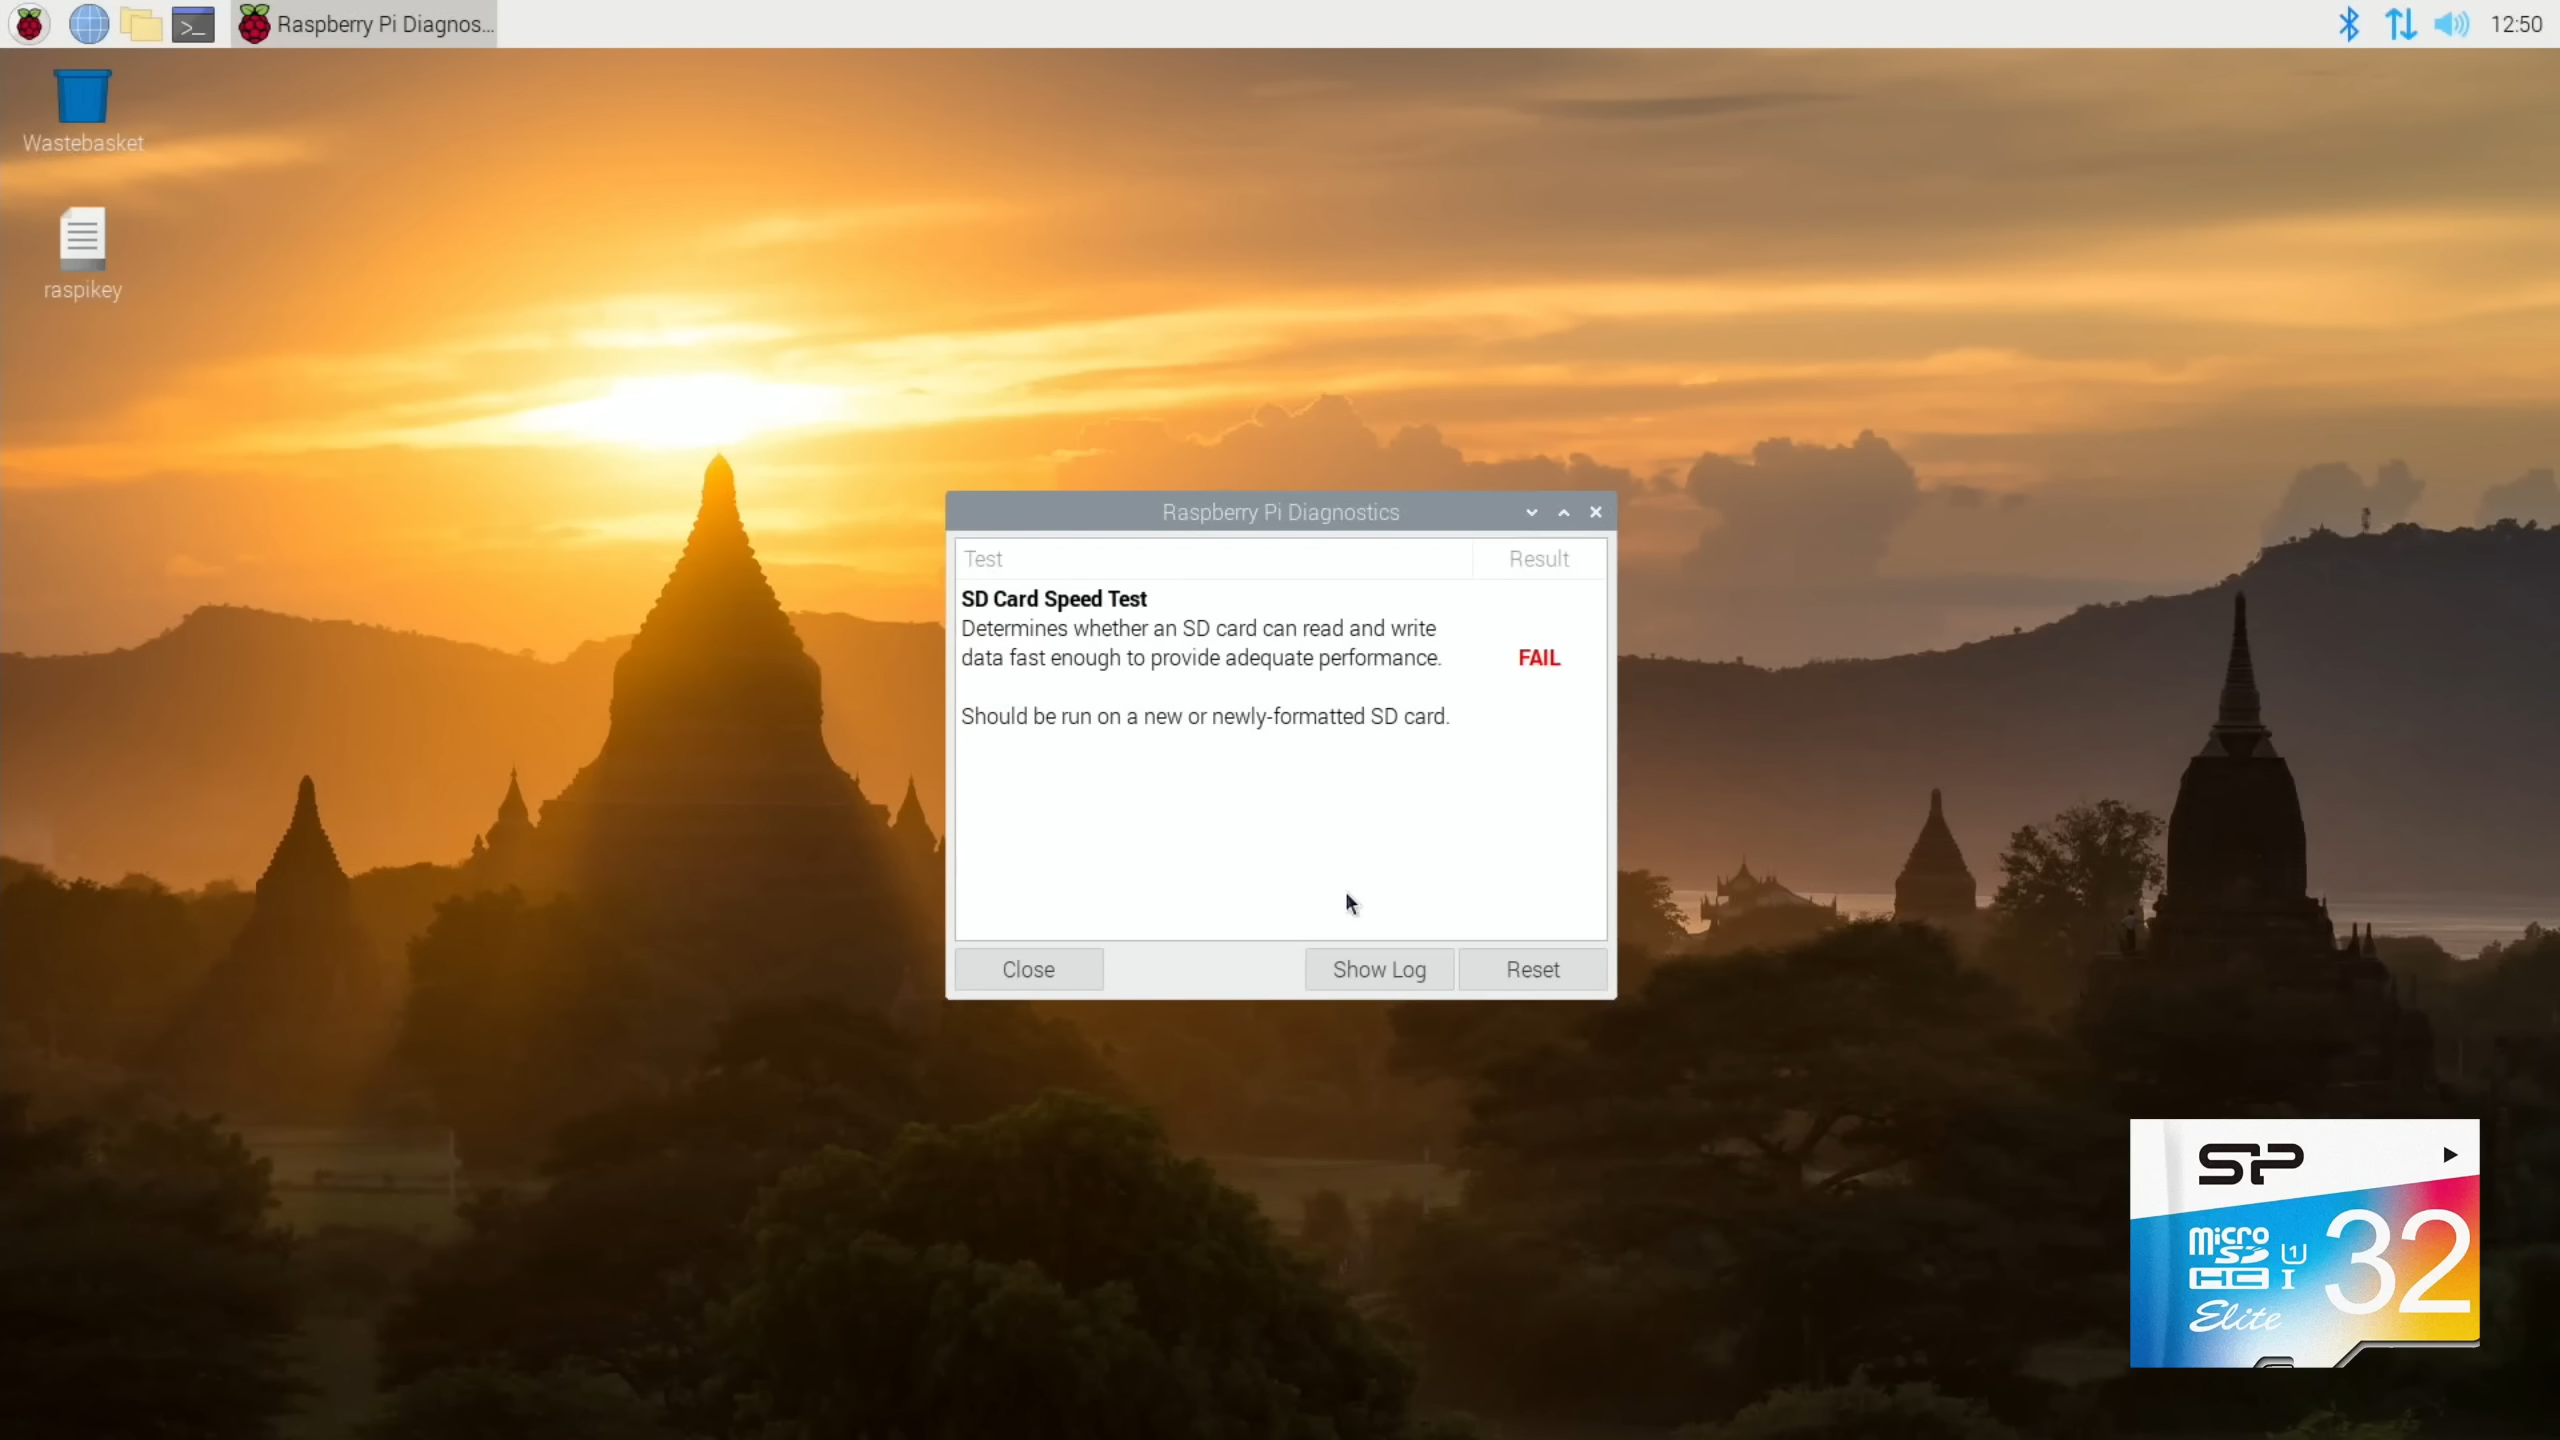 Raspberry Pi Diagnos...
12:50
Wastebasket
raspikey
Raspberry Pi Diagnostics
Test Result
SD Card Speed Test
Determines whether an SD card can read and write
data fast enough to provide adequate performance.
FAIL
Should be run on a new or newly-formatted SD card.
Close Show Log Reset
SP
micro
SD
HC I
U1
32
Elite